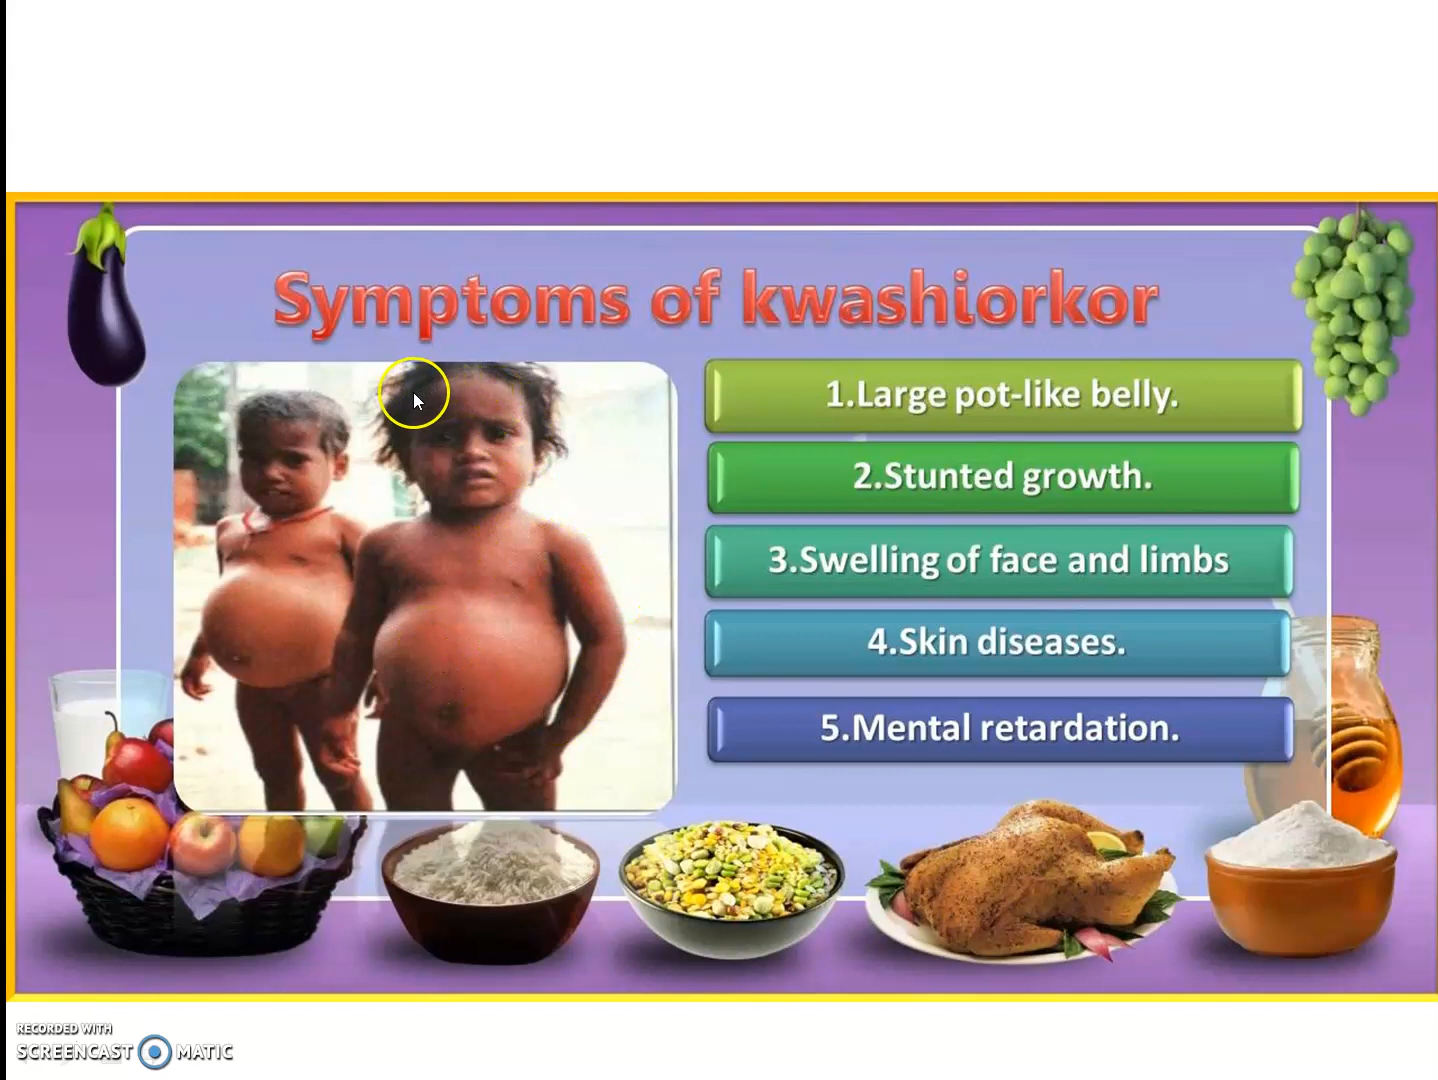 Symptoms of kwashiorkor
1.Large pot-like belly.
2.Stunted growth.
3.Swelling of face and limbs
4.Skin diseases.
5.Mental retardation.
RECORDED WITH
SCREENCAST MATIC